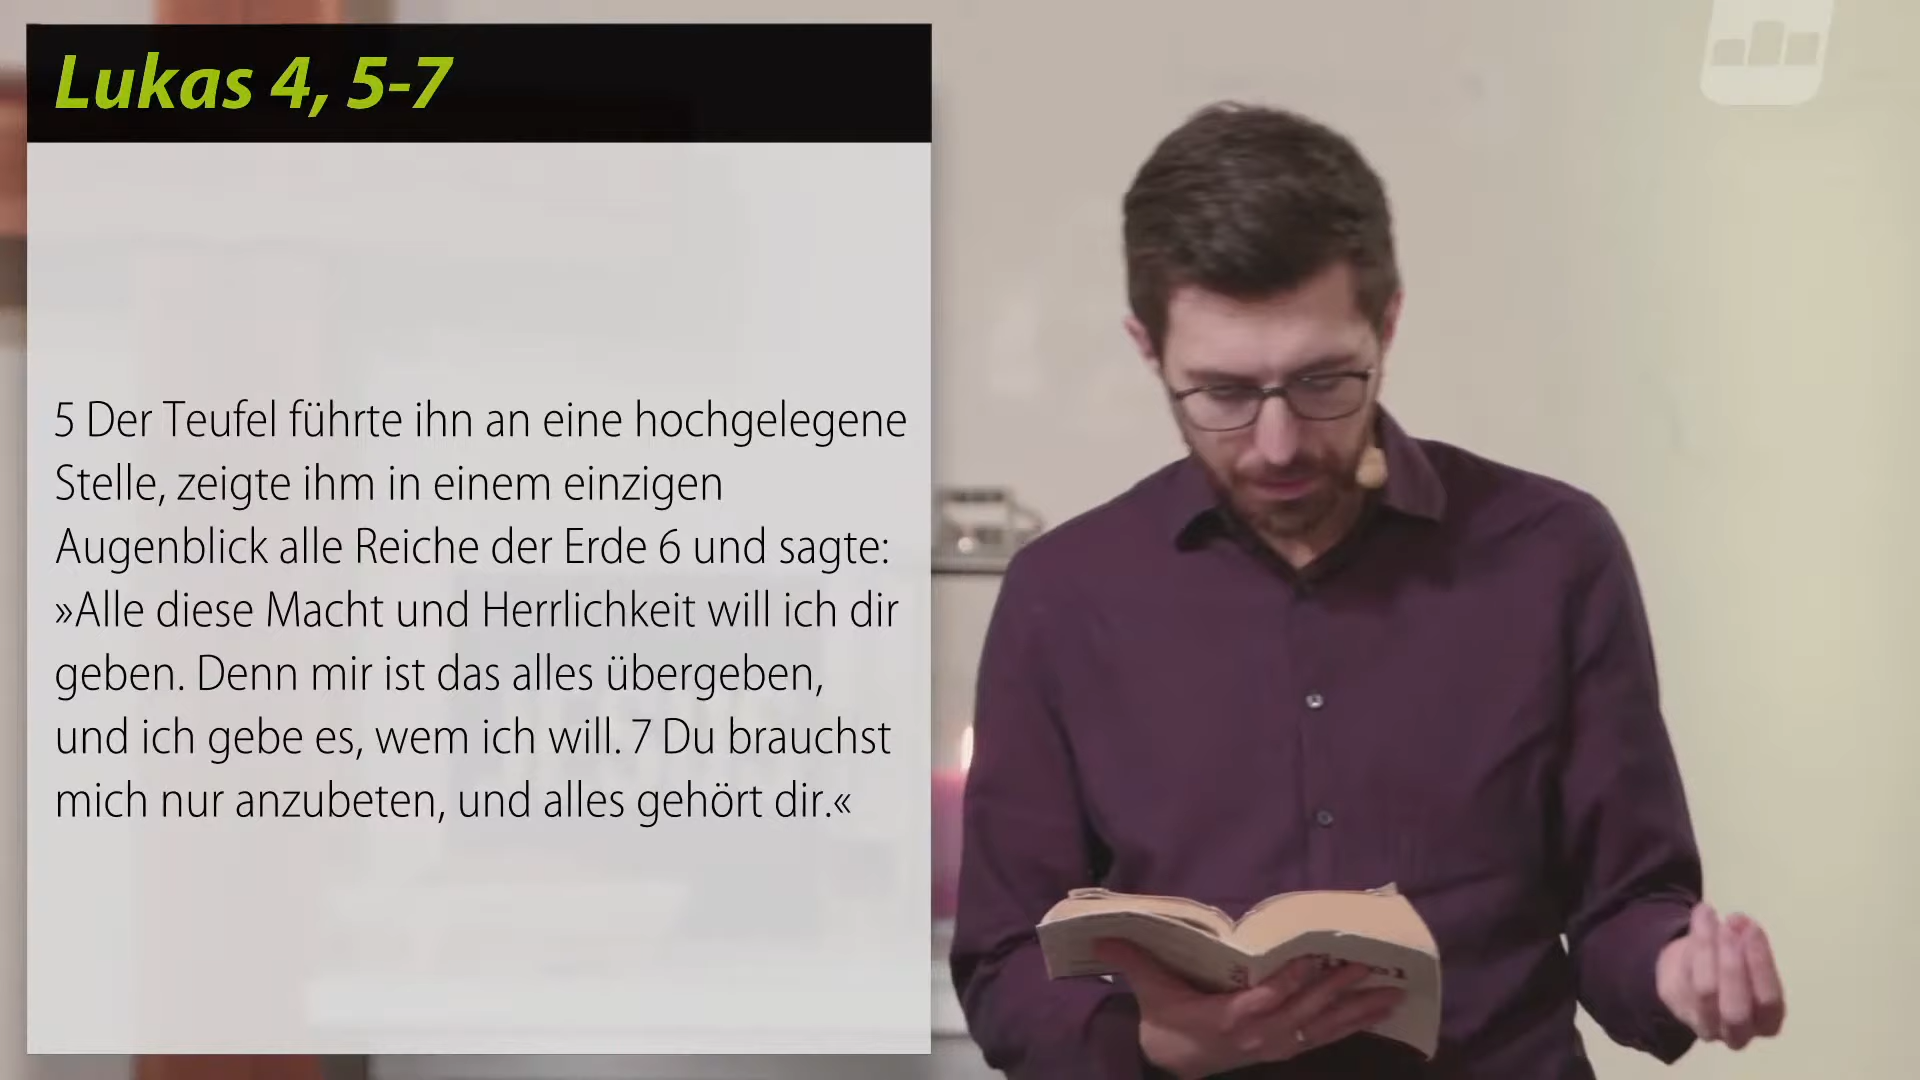 Lukas 4, 5-7
5 Der Teufel führte ihn an eine hochgelegene
Stelle, zeigte ihm in einem einzigen
Augenblick alle Reiche der Erde 6 und sagte:
»Alle diese Macht und Herrlichkeit will ich dir
geben. Denn mir ist das alles übergeben,
und ich gebe es, wem ich will. 7 Du brauchst
mich nur anzubeten, und alles gehört dir.«